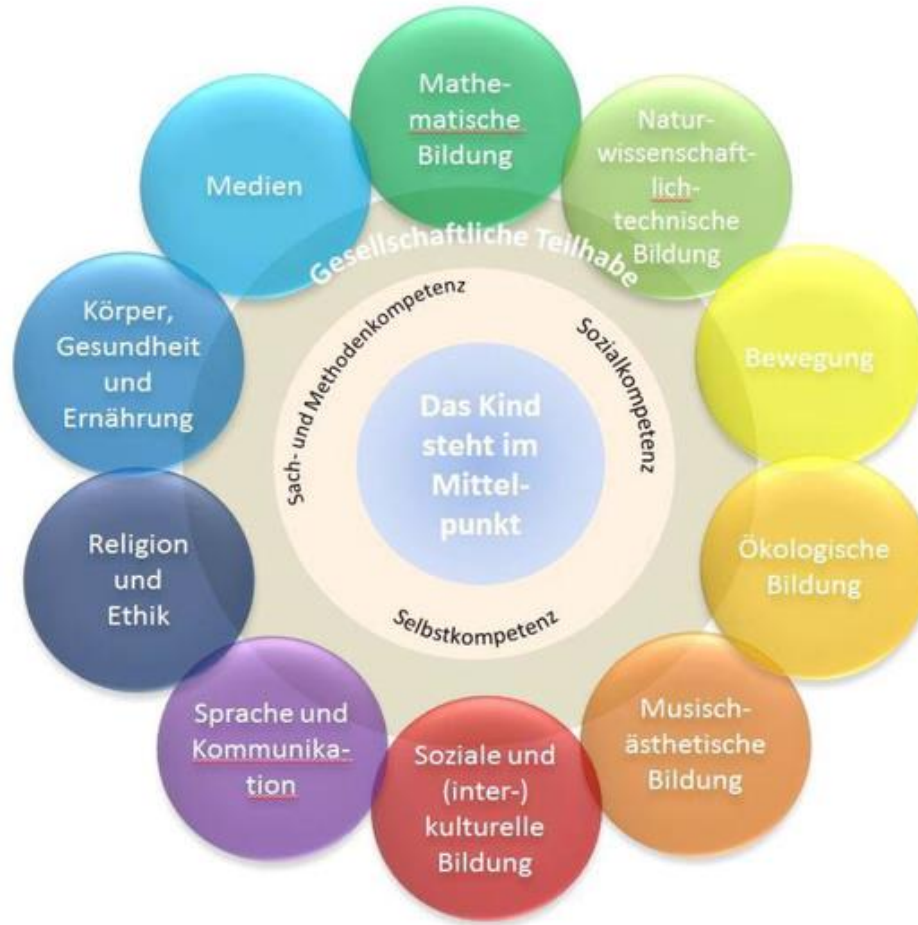 Mathe-
matische
Bildung
Natur-
wissenschaft-
lich-
technische
Bildung
Bewegung
Ökologische
Bildung
Musisch-
ästhetische
Bildung
Soziale und
(inter-)
kulturelle
Bildung
Sprache und
Kommunika-
tion
Religion
und
Ethik
Körper,
Gesundheit
und
Ernährung
Medien
Gesellschaftliche Teilhabe
Sach- und Methodenkompetenz
Sozialkompetenz
Selbstkompetenz
Das Kind
steht im
Mittel-
punkt